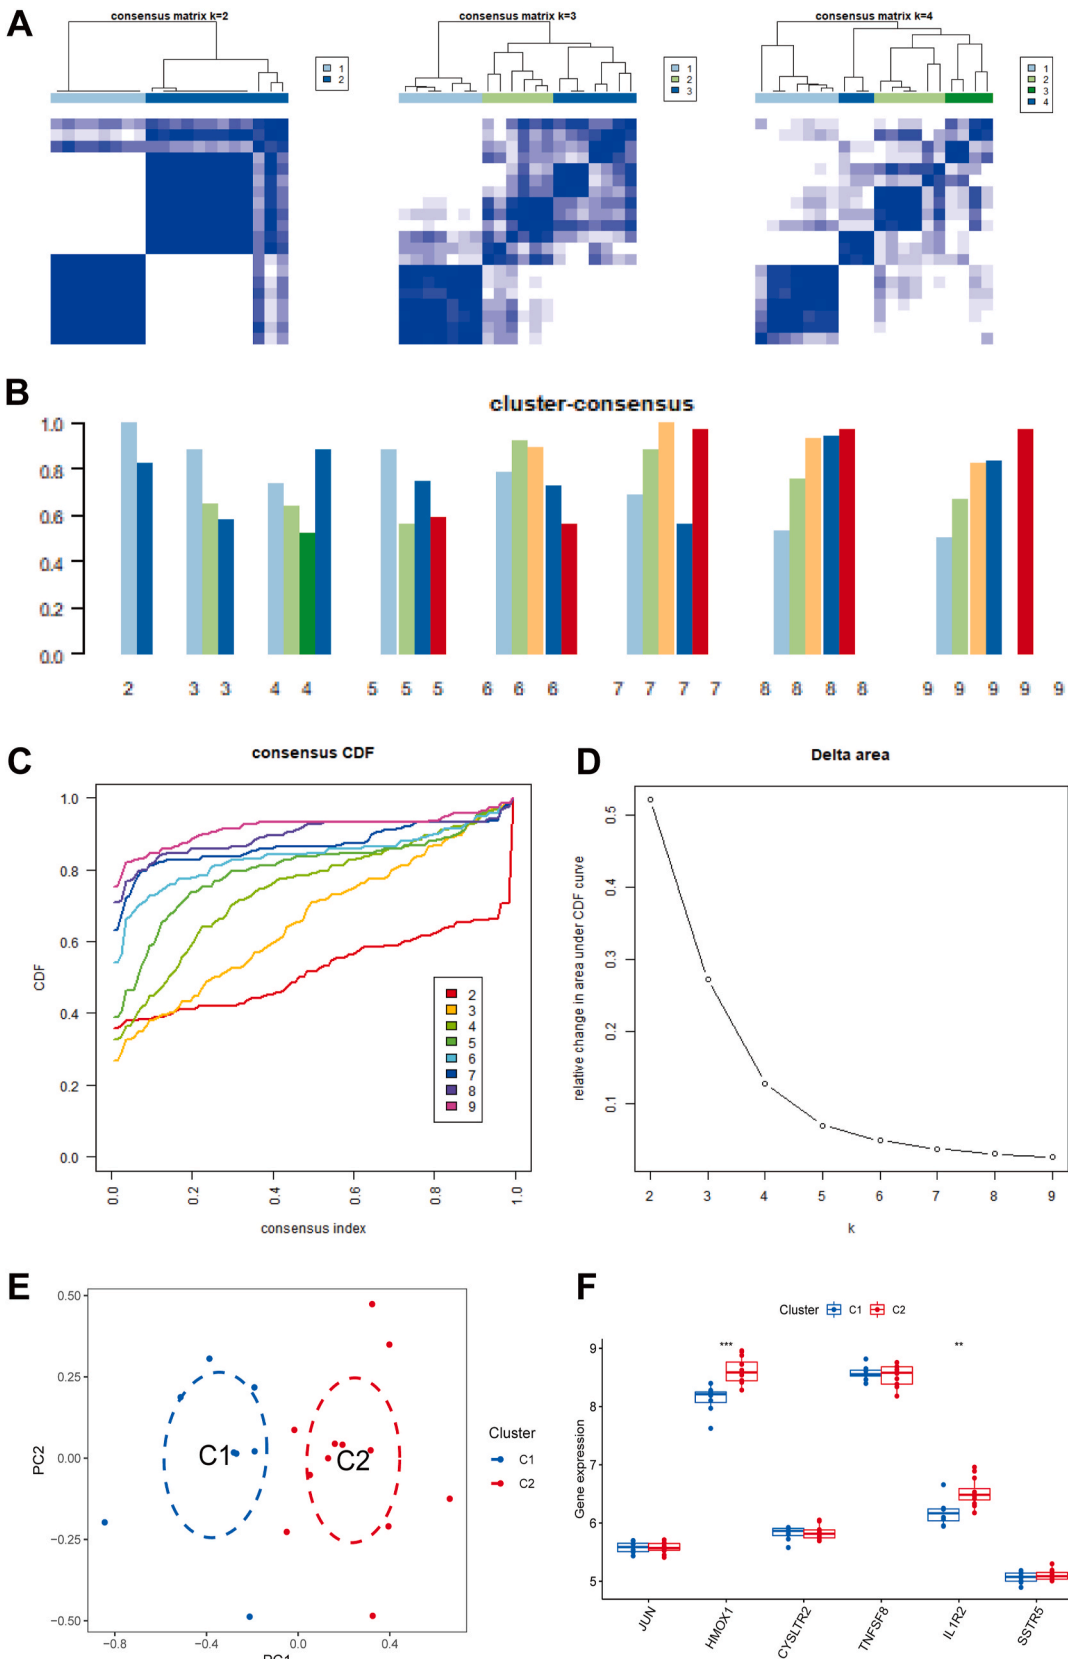 A
consensus matrix k=2
consensus matrix k=3
consensus matrix k=4
1
2
1
2
3
1
2
3
4
B
cluster-consensus
1.0
0.8
0.6
0.4
0.2
0.0
2 3 3 4 4 5 5 5 6 6 6 7 7 7 7 8 8 8 8 9 9 9 9 9
C
consensus CDF
CDF
1.0
0.8
0.6
0.4
0.2
0.0
2
3
4
5
6
7
8
9
0.0 0.2 0.4 0.6 0.8 1.0
consensus index
D
Delta area
relative change in area under CDF curve
0.5
0.4
0.3
0.2
0.1
2 3 4 5 6 7 8 9
k
E
PC2
0.50
0.25
0.00
−0.25
−0.50
C1
C2
Cluster
C1
C2
−0.8 −0.4 0.0 0.4
PC1
F
Cluster C1 C2
Gene expression
9
8
7
6
5
***
**
JUN
HMOX1
CYSLTR2
TNFSF8
IL1R2
SSTR5